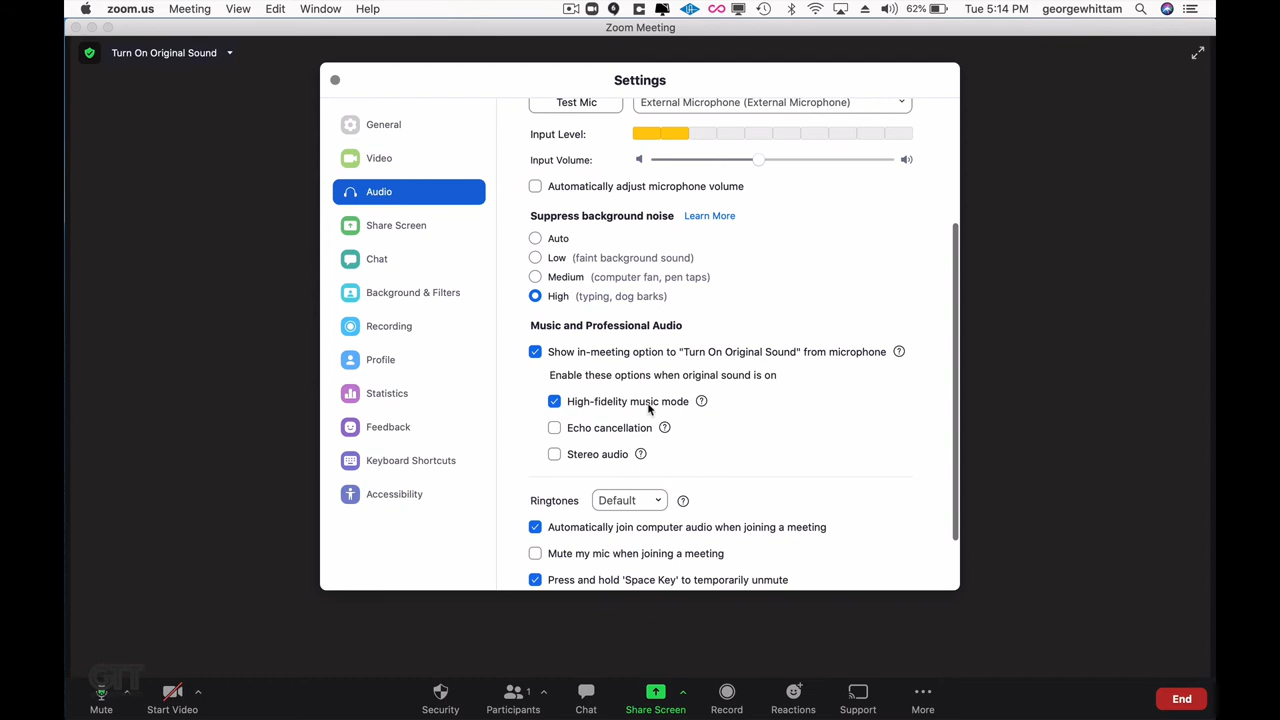 zoom.us Meeting View Edit Window Help 62% Tue 5:14 PM georgewhittam
Zoom Meeting
Turn On Original Sound
Settings
General
Video
Audio
Share Screen
Chat
Background & Filters
Recording
Profile
Statistics
Feedback
Keyboard Shortcuts
Accessibility
Test Mic External Microphone (External Microphone)
Input Level:
Input Volume:
Automatically adjust microphone volume
Suppress background noise Learn More
Auto
Low (faint background sound)
Medium (computer fan, pen taps)
High (typing, dog barks)
Music and Professional Audio
Show in-meeting option to "Turn On Original Sound" from microphone ?
Enable these options when original sound is on
High-fidelity music mode ?
Echo cancellation ?
Stereo audio ?
Ringtones Default ?
Automatically join computer audio when joining a meeting
Mute my mic when joining a meeting
Press and hold 'Space Key' to temporarily unmute
GTT
Mute Start Video Security Participants 1 Chat Share Screen Record Reactions Support More End